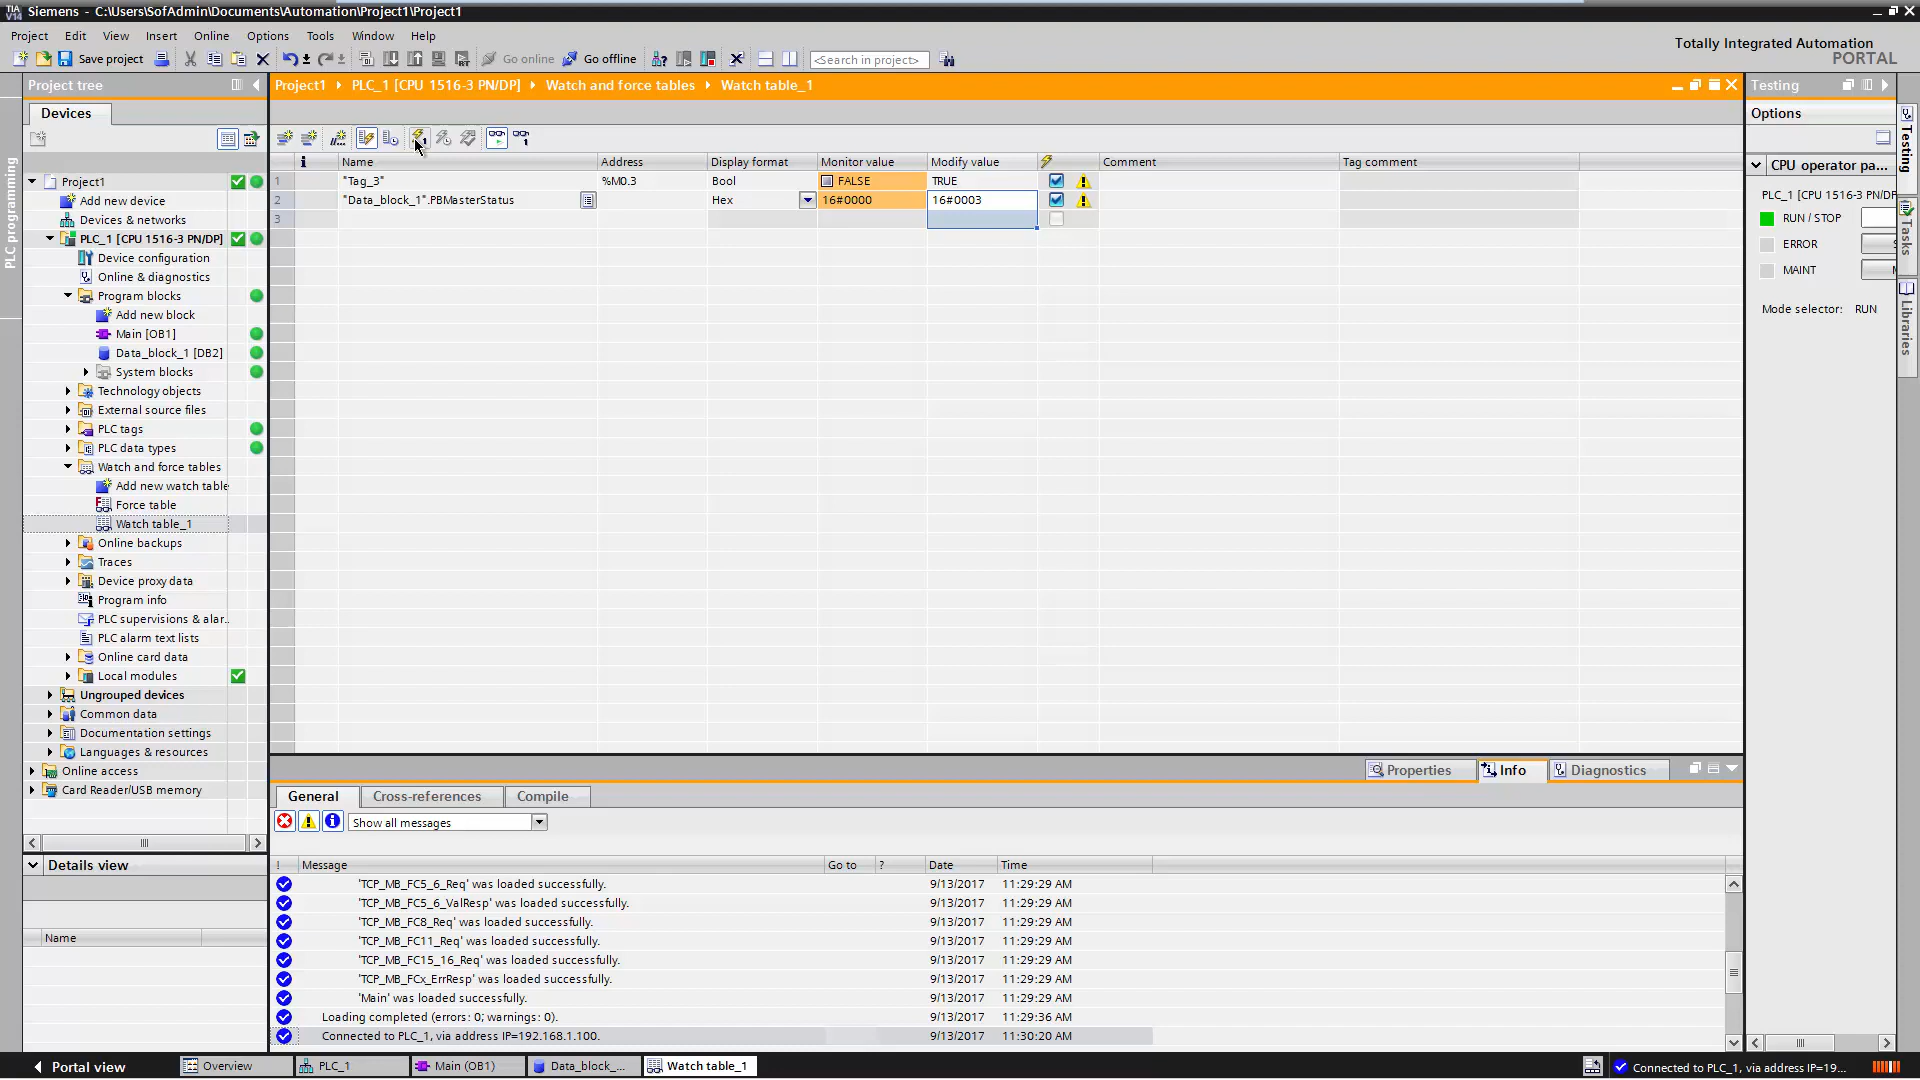 TIA
V14
Siemens - C:\Users\SofAdmin\Documents\Automation\Project1\Project1
Project Edit View Insert Online Options Tools Window Help
Totally Integrated Automation
PORTAL
Save project
Go online
Go offline
<Search in project>
Project tree
Project1 PLC_1 [CPU 1516-3 PN/DP] Watch and force tables Watch table_1
Testing
Devices
Options
PLC programming
Name Address Display format Monitor value Modify value Comment Tag comment
1 "Tag_3" %M0.3 Bool FALSE TRUE
2 "Data_block_1".PBMasterStatus Hex 16#0000 16#0003
3
CPU operator pa...
PLC_1 [CPU 1516-3 PN/DP
RUN / STOP
ERROR
MAINT
Mode selector: RUN
Testing
Tasks
Libraries
Project1
Add new device
Devices & networks
PLC_1 [CPU 1516-3 PN/DP]
Device configuration
Online & diagnostics
Program blocks
Add new block
Main [OB1]
Data_block_1 [DB2]
System blocks
Technology objects
External source files
PLC tags
PLC data types
Watch and force tables
Add new watch table
Force table
Watch table_1
Online backups
Traces
Device proxy data
Program info
PLC supervisions & alar..
PLC alarm text lists
Online card data
Local modules
Ungrouped devices
Common data
Documentation settings
Languages & resources
Online access
Card Reader/USB memory
Details view
Name
Properties Info Diagnostics
General Cross-references Compile
Show all messages
! Message Go to ? Date Time
'TCP_MB_FC5_6_Req' was loaded successfully. 9/13/2017 11:29:29 AM
'TCP_MB_FC5_6_ValResp' was loaded successfully. 9/13/2017 11:29:29 AM
'TCP_MB_FC8_Req' was loaded successfully. 9/13/2017 11:29:29 AM
'TCP_MB_FC11_Req' was loaded successfully. 9/13/2017 11:29:29 AM
'TCP_MB_FC15_16_Req' was loaded successfully. 9/13/2017 11:29:29 AM
'TCP_MB_FCx_ErrResp' was loaded successfully. 9/13/2017 11:29:29 AM
'Main' was loaded successfully. 9/13/2017 11:29:29 AM
Loading completed (errors: 0; warnings: 0). 9/13/2017 11:29:36 AM
Connected to PLC_1, via address IP=192.168.1.100. 9/13/2017 11:30:20 AM
Portal view Overview PLC_1 Main (OB1) Data_block_... Watch table_1
Connected to PLC_1, via address IP=19...